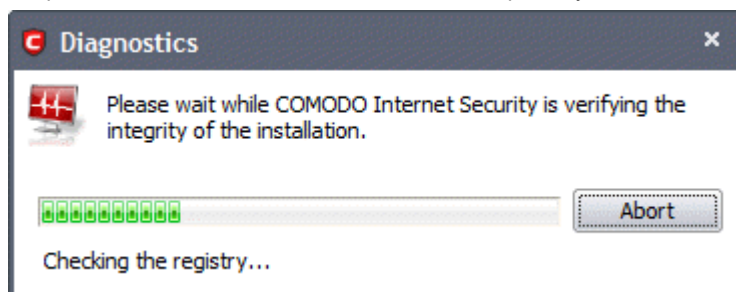 Diagnostics
Please wait while COMODO Internet Security is verifying the
integrity of the installation.
Abort
Checking the registry...